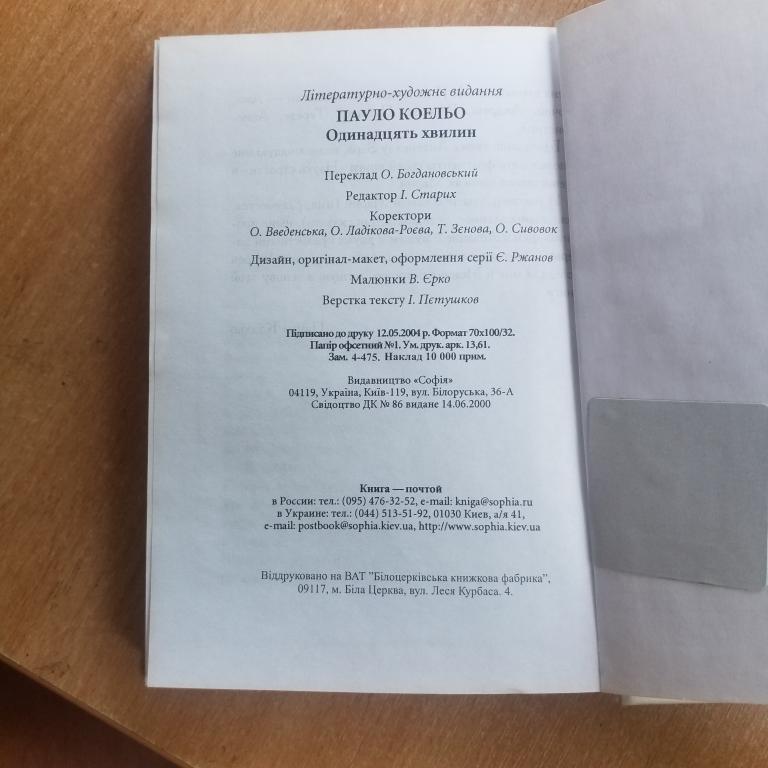 Літературно-художнє видання
ПАУЛО КОЕЛЬО
Одинадцять хвилин
Переклад О. Богдановський
Редактор І. Старих
Коректори
О. Введенська, О. Ладікова-Роєва, Т. Зєнова, О. Сивовок
Дизайн, оригінал-макет, оформлення серії Є. Ржанов
Малюнки В. Єрко
Верстка тексту І. Пєтушков
Підписано до друку 12.05.2004 р. Формат 70х100/32.
Папір офсетний №1. Ум. друк. арк. 13,61.
Зам. 4-475. Наклад 10 000 прим.
Видавництво «Софія»
04119, Україна, Київ-119, вул. Білоруська, 36-А
Свідоцтво ДК № 86 видане 14.06.2000
Книга — почтой
в России: тел.: (095) 476-32-52, e-mail: kniga@sophia.ru
в Украине: тел.: (044) 513-51-92, 01030 Киев, а/я 41,
e-mail: postbook@sophia.kiev.ua, http://www.sophia.kiev.ua
Віддруковано на ВАТ "Білоцерківська книжкова фабрика",
09117, м. Біла Церква, вул. Леся Курбаса. 4.